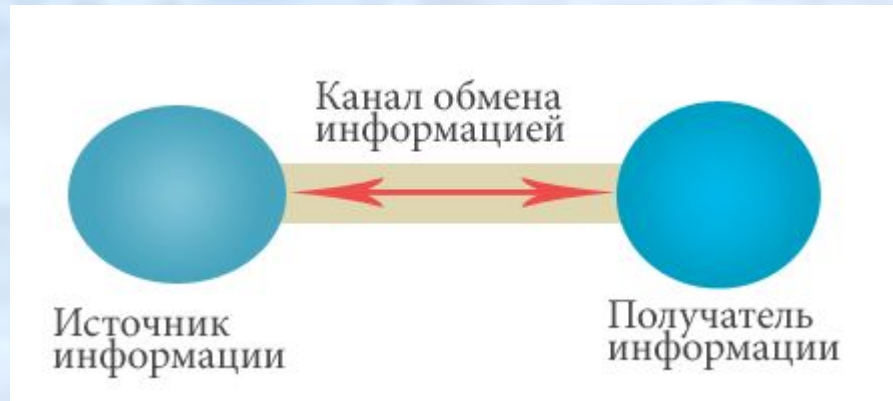 Канал обмена
информацией
Источник
информации
Получатель
информации